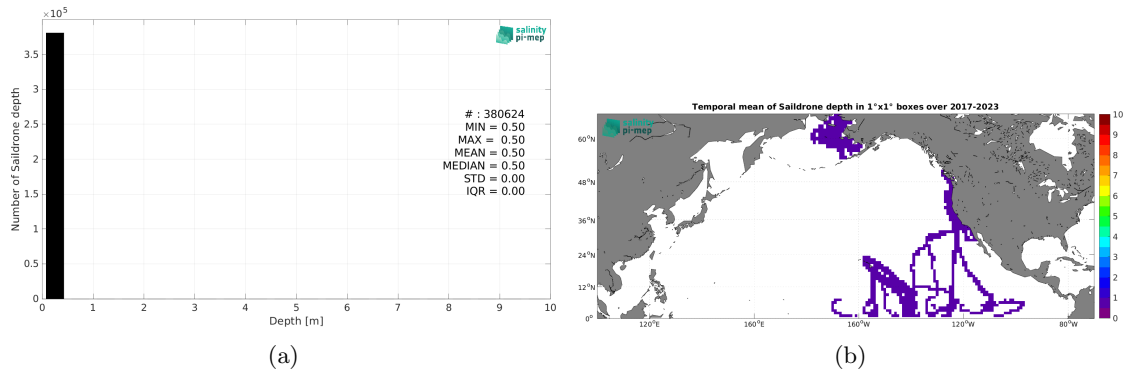 ×10⁵
salinity
pi-mep
3.5
3
2.5
2
1.5
1
0.5
0
Number of Saildrone depth
# : 380624
MIN = 0.50
MAX = 0.50
MEAN = 0.50
MEDIAN = 0.50
STD = 0.00
IQR = 0.00
1 2 3 4 5 6 7 8 9 10
Depth [m]
(a)
Temporal mean of Saildrone depth in 1°x1° boxes over 2017-2023
salinity
pi-mep
60°N
48°N
36°N
24°N
12°N
0°
120°E 160°E 160°W 120°W 80°W
10
9
8
7
6
5
4
3
2
1
0
(b)